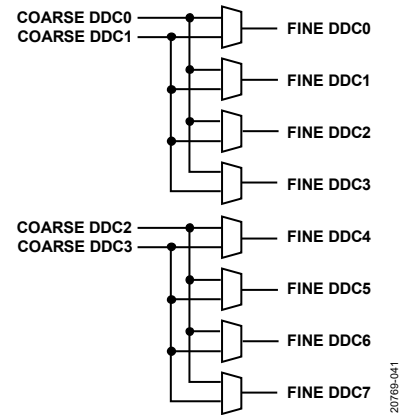 COARSE DDC0
COARSE DDC1
FINE DDC0
FINE DDC1
FINE DDC2
FINE DDC3
COARSE DDC2
COARSE DDC3
FINE DDC4
FINE DDC5
FINE DDC6
FINE DDC7
20769-041